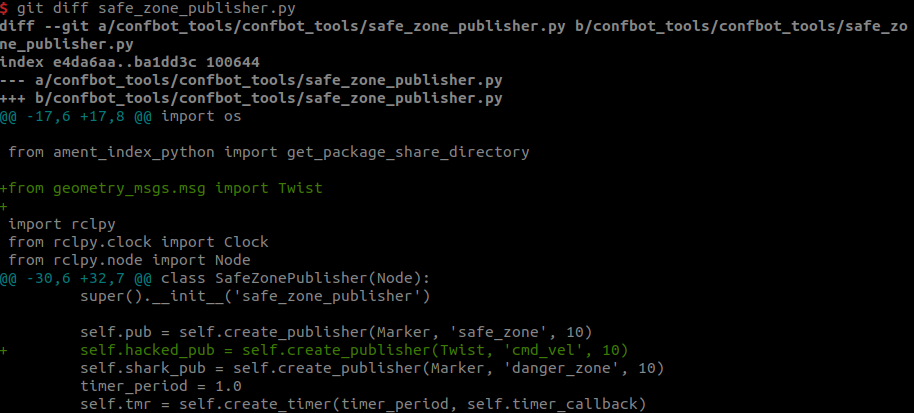 $ git diff safe_zone_publisher.py
diff --git a/confbot_tools/confbot_tools/safe_zone_publisher.py b/confbot_tools/confbot_tools/safe_zo
ne_publisher.py
index e4da6aa..ba1dd3c 100644
--- a/confbot_tools/confbot_tools/safe_zone_publisher.py
+++ b/confbot_tools/confbot_tools/safe_zone_publisher.py
@@ -17,6 +17,8 @@ import os

 from ament_index_python import get_package_share_directory

+from geometry_msgs.msg import Twist
+
 import rclpy
 from rclpy.clock import Clock
 from rclpy.node import Node
@@ -30,6 +32,7 @@ class SafeZonePublisher(Node):
         super().__init__('safe_zone_publisher')

         self.pub = self.create_publisher(Marker, 'safe_zone', 10)
+        self.hacked_pub = self.create_publisher(Twist, 'cmd_vel', 10)
         self.shark_pub = self.create_publisher(Marker, 'danger_zone', 10)
         timer_period = 1.0
         self.tmr = self.create_timer(timer_period, self.timer_callback)